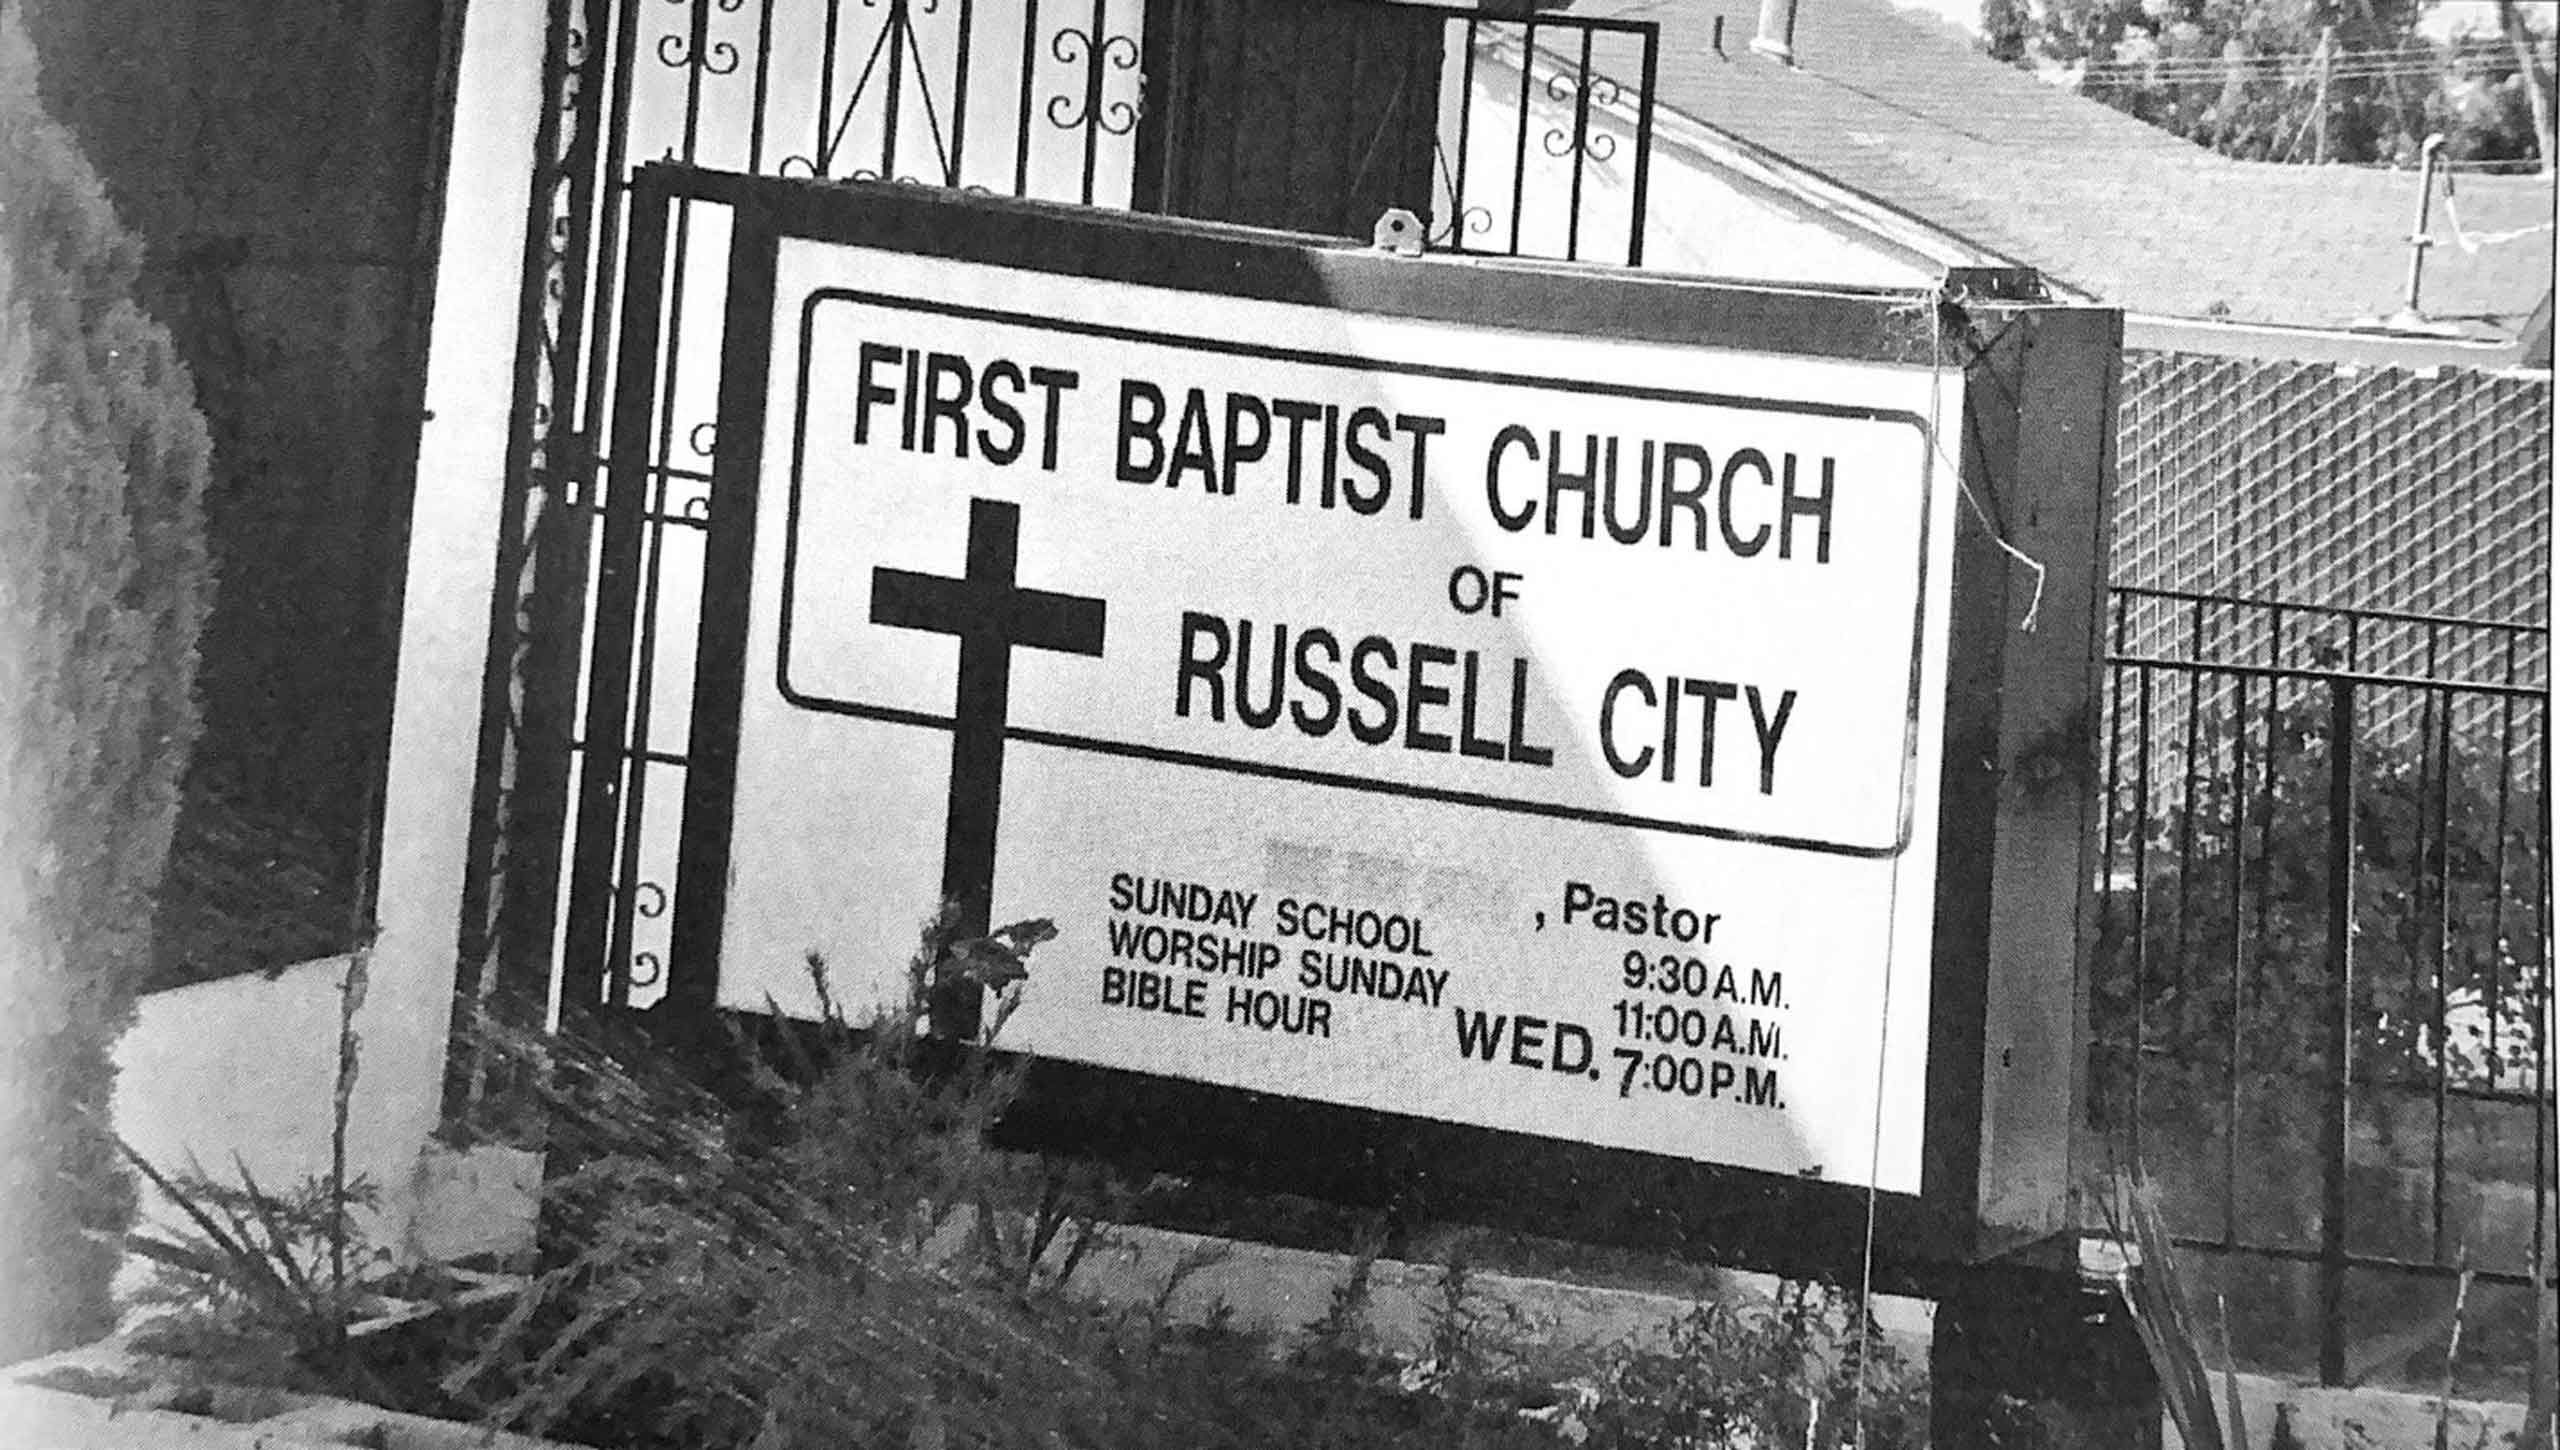 FIRST BAPTIST CHURCH
OF
RUSSELL CITY
, Pastor
SUNDAY SCHOOL 9:30 A.M.
WORSHIP SUNDAY 11:00 A.M.
BIBLE HOUR WED. 7:00 P.M.